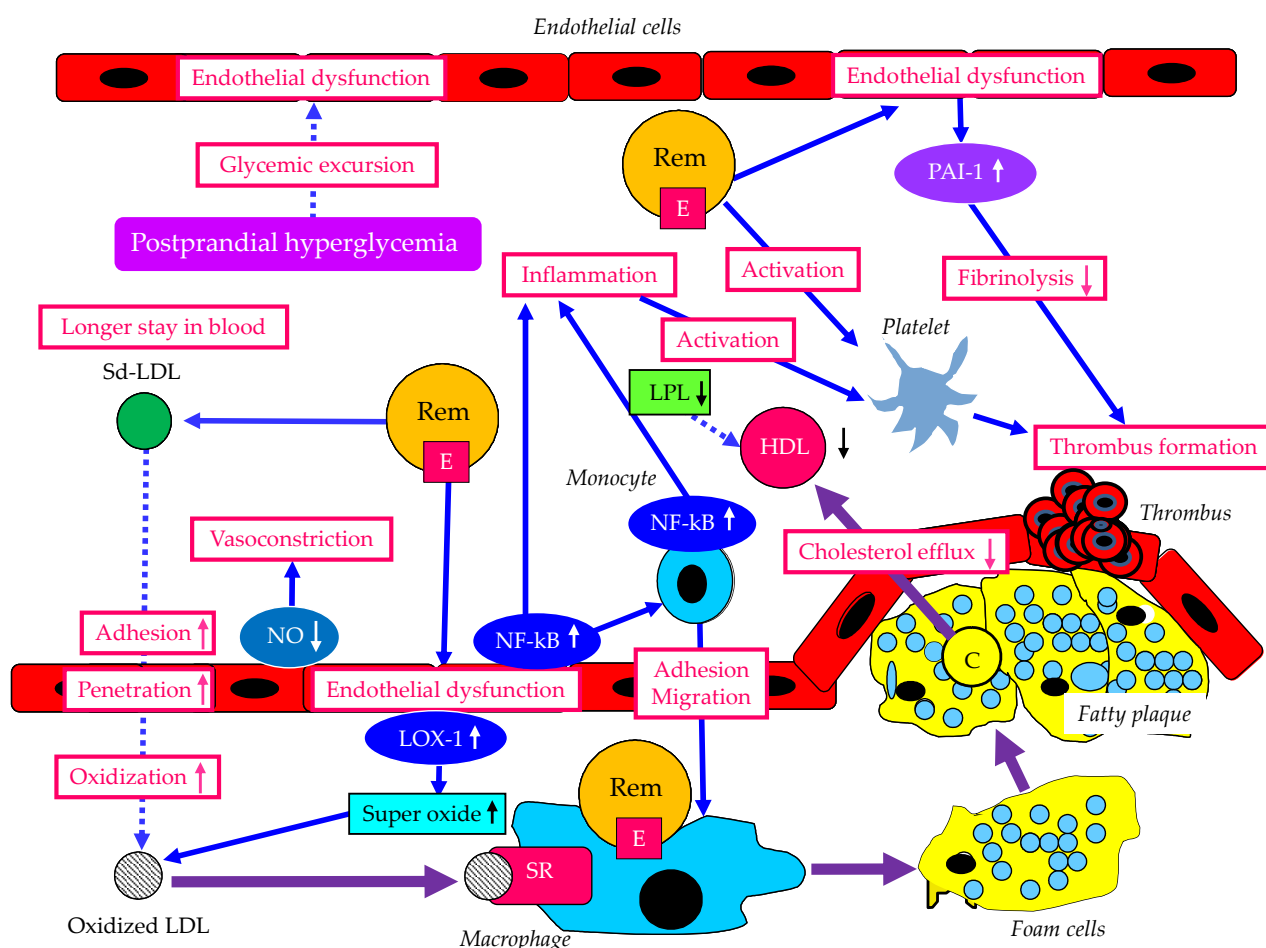 Endothelial cells
Endothelial dysfunction
Endothelial dysfunction
Glycemic excursion
Rem
E
PAI-1
Postprandial hyperglycemia
Inflammation
Activation
Fibrinolysis
Longer stay in blood
Activation
Platelet
Sd-LDL
LPL
Rem
E
HDL
Thrombus formation
Monocyte
NF-kB
Thrombus
Vasoconstriction
Cholesterol efflux
Adhesion
NO
NF-kB
C
Penetration
Endothelial dysfunction
Adhesion
Migration
Fatty plaque
LOX-1
Oxidization
Rem
E
Super oxide
SR
Oxidized LDL
Macrophage
Foam cells